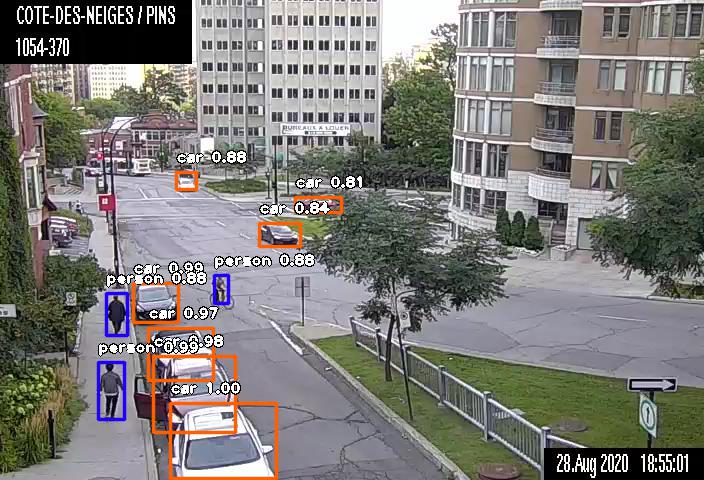 COTE-DES-NEIGES / PINS
1054-370
BUREAUX A LOUER
car 0.88
car 0.81
car 0.84
person 0.88
car 0.99
person 0.88
car 0.97
car 0.98
person 0.99
car 1.00
1
28.Aug 2020 18:55:01